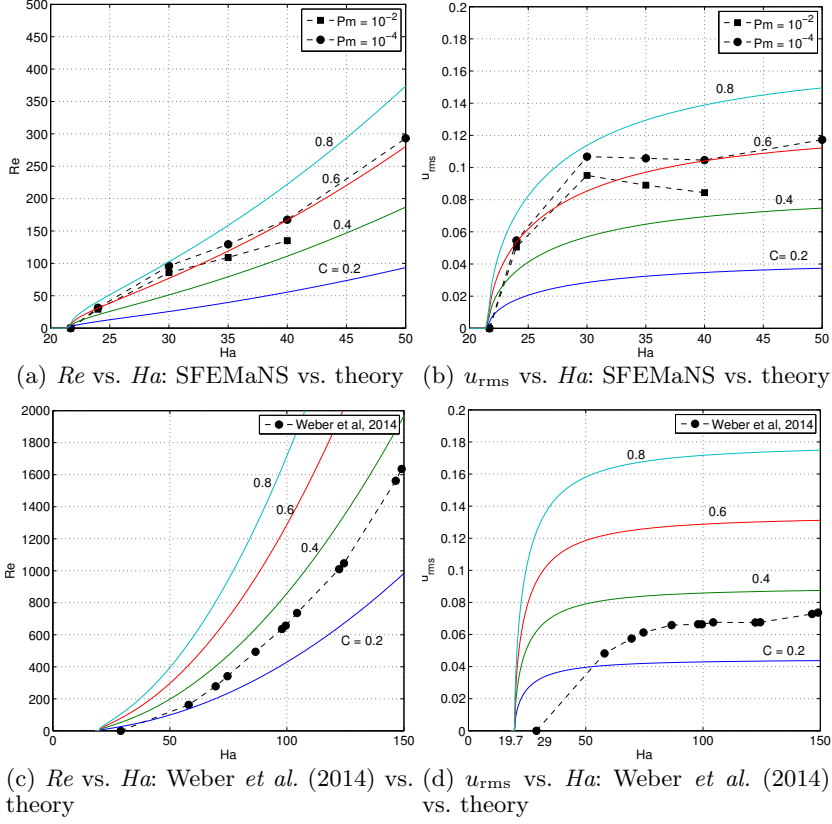 500
450
400
350
300
250
200
150
100
50
0
Re
20 25 30 35 40 45 50
Ha
Pm = 10⁻²
Pm = 10⁻⁴
0.8
0.6
0.4
C = 0.2
(a) Re vs. Ha: SFEMaNS vs. theory
0.2
0.18
0.16
0.14
0.12
0.1
0.08
0.06
0.04
0.02
0
u_rms
20 25 30 35 40 45 50
Ha
Pm = 10⁻²
Pm = 10⁻⁴
0.8
0.6
0.4
C= 0.2
(b) u_rms vs. Ha: SFEMaNS vs. theory
2000
1800
1600
1400
1200
1000
800
600
400
200
0
Re
0 50 100 150
Ha
Weber et al, 2014
0.8
0.6
0.4
C = 0.2
(c) Re vs. Ha: Weber et al. (2014) vs.
theory
0.2
0.18
0.16
0.14
0.12
0.1
0.08
0.06
0.04
0.02
0
u_rms
0 19.7 29 50 100 150
Ha
Weber et al, 2014
0.8
0.6
0.4
C = 0.2
(d) u_rms vs. Ha: Weber et al. (2014)
vs. theory